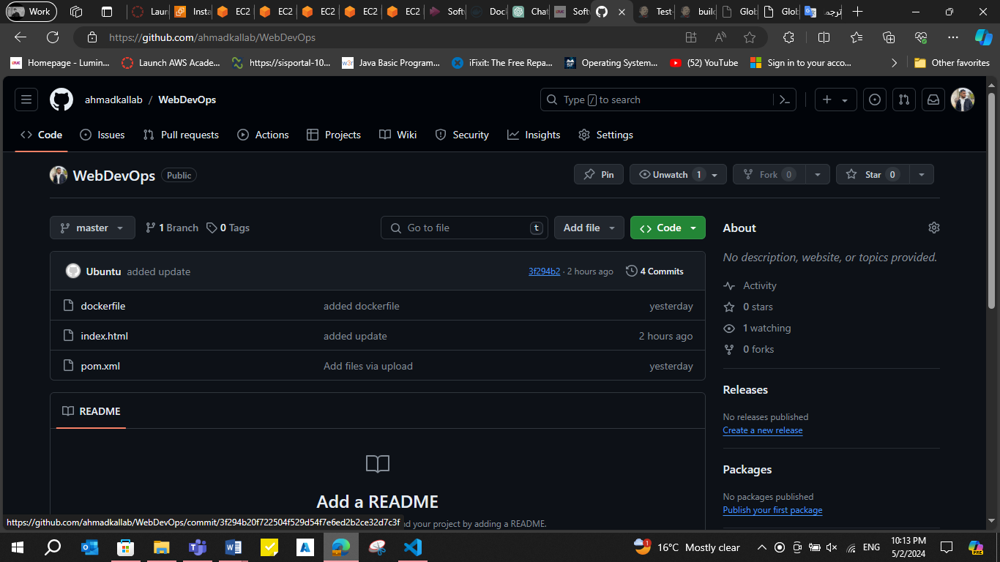 Work Laun Insta EC2 EC2 EC2 EC2 EC2 Softw Doc Chat Softw Test- build Glob Glob ترجمة
https://github.com/ahmadkallab/WebDevOps
Homepage - Lumin... Launch AWS Acade... https://sisportal-10... Java Basic Program... iFixit: The Free Repa... Operating System... (52) YouTube Sign in to your acco... Other favorites
ahmadkallab / WebDevOps Type / to search
Code Issues Pull requests Actions Projects Wiki Security Insights Settings
WebDevOps Public Pin Unwatch 1 Fork 0 Star 0
master 1 Branch 0 Tags Go to file t Add file Code
About
No description, website, or topics provided.
Ubuntu added update 3f294b2 · 2 hours ago 4 Commits
Activity
dockerfile added dockerfile yesterday
0 stars
1 watching
index.html added update 2 hours ago
0 forks
pom.xml Add files via upload yesterday
Releases
README
No releases published
Create a new release
Packages
Add a README
No packages published
Publish your first package
https://github.com/ahmadkallab/WebDevOps/commit/3f294b20f722504f529d54f7e6ed2b2ce32d7c3f nd your project by adding a README.
1 16°C Mostly clear ENG 10:13 PM
5/2/2024
PRE